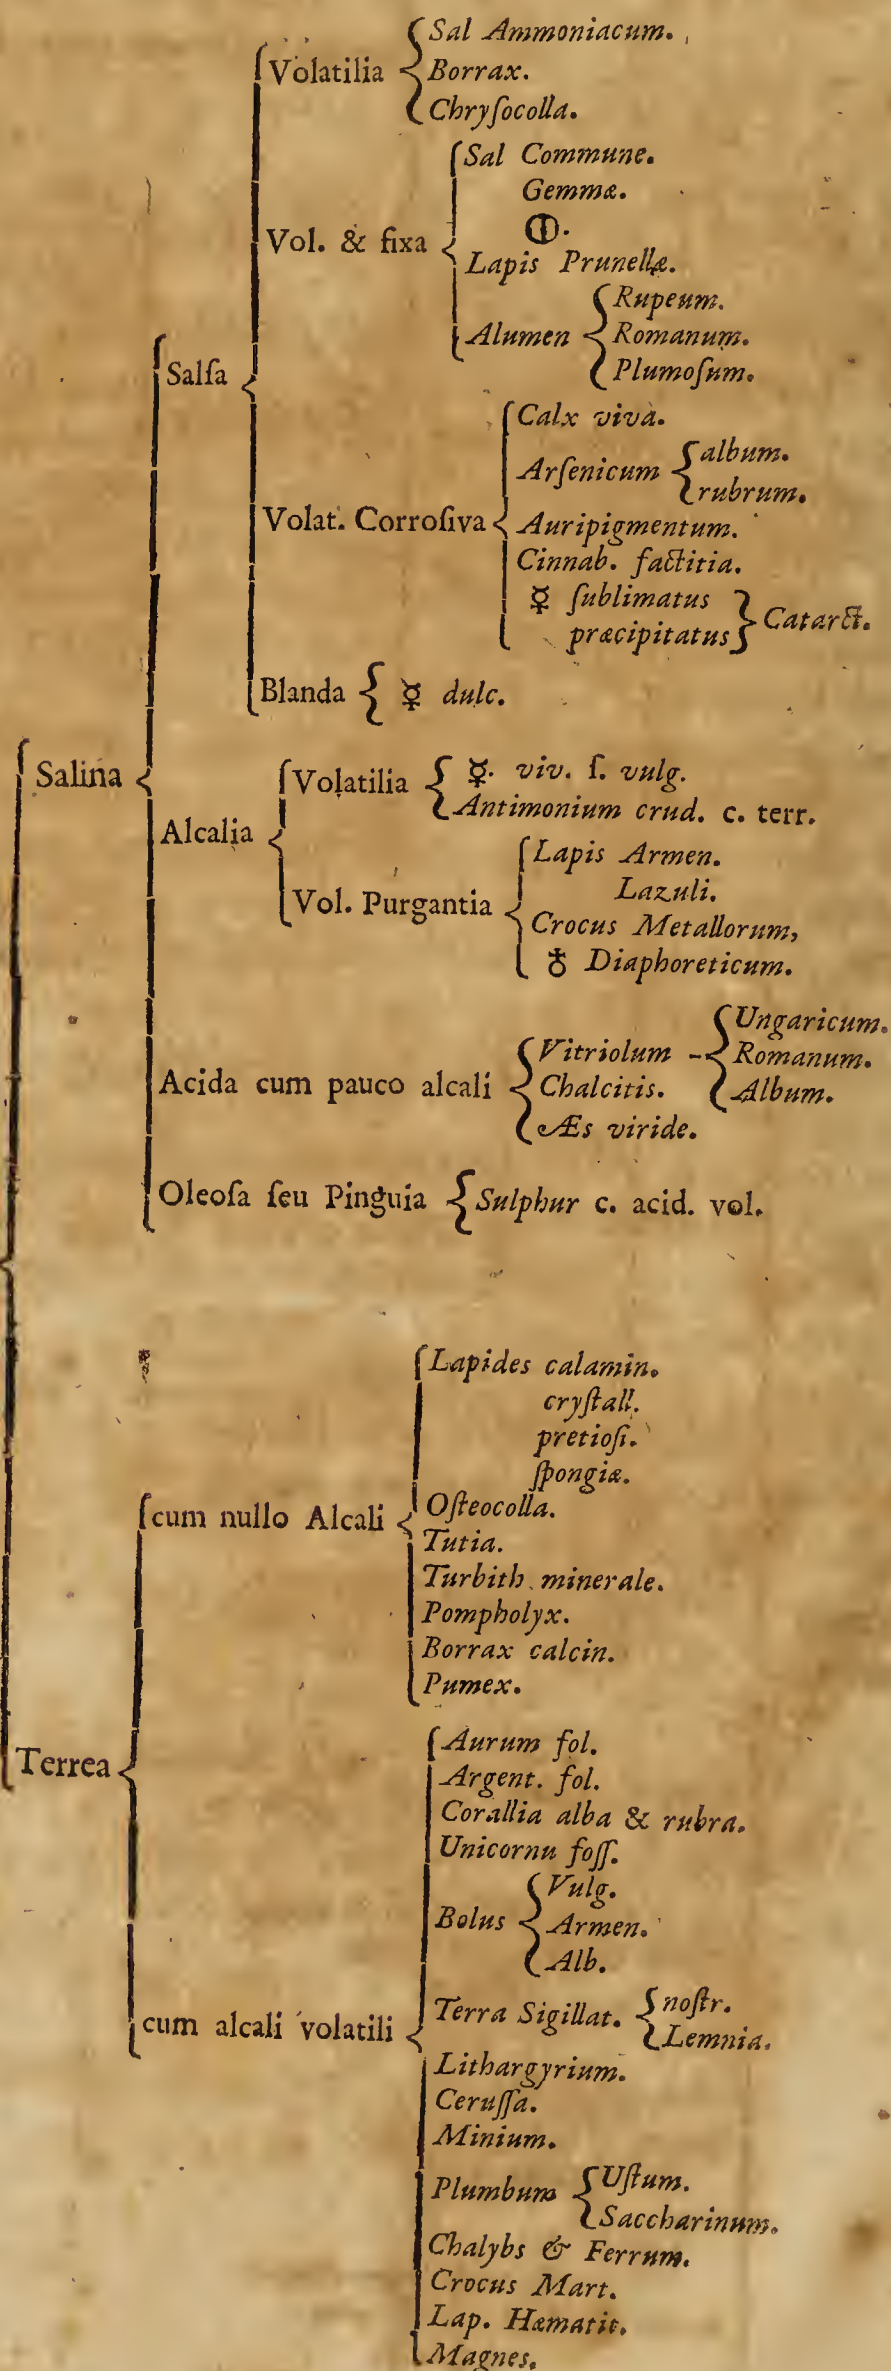 Sal Ammoniacum.
Volatilia
Borrax.
Chryſocolla.
Sal Commune.
Gemmæ.
Vol. & fixa
⦶.
Lapis Prunellæ.
Rupeum.
Alumen
Romanum.
Plumoſum.
Salſa
Calx viva.
Arſenicum
album.
rubrum.
Volat. Corroſiva
Auripigmentum.
Cinnab. factitia.
☿ ſublimatus
præcipitatus
Catarct.
Blanda
☿ dulc.
Salina
Volatilia
☿. viv. ſ. vulg.
Antimonium crud. c. terr.
Alcalia
Lapis Armen.
Lazuli.
Vol. Purgantia
Crocus Metallorum,
♁ Diaphoreticum.
Ungaricum.
Vitriolum -
Romanum.
Acida cum pauco alcali
Chalcitis.
Album.
Æs viride.
Oleoſa ſeu Pinguia
Sulphur c. acid. vol.
Lapides calamin.
cryſtall.
pretioſi.
ſpongiæ.
cum nullo Alcali
Oſteocolla.
Tutia.
Turbith minerale.
Pompholyx.
Borrax calcin.
Pumex.
Terrea
Aurum fol.
Argent. fol.
Corallia alba & rubra.
Unicornu foſſ.
Vulg.
Bolus
Armen.
Alb.
cum alcali volatili
Terra Sigillat.
noſtr.
Lemnia.
Lithargyrium.
Ceruſſa.
Minium.
Plumbum
Uſtum.
Saccharinum.
Chalybs & Ferrum.
Crocus Mart.
Lap. Hæmatit.
Magnes.